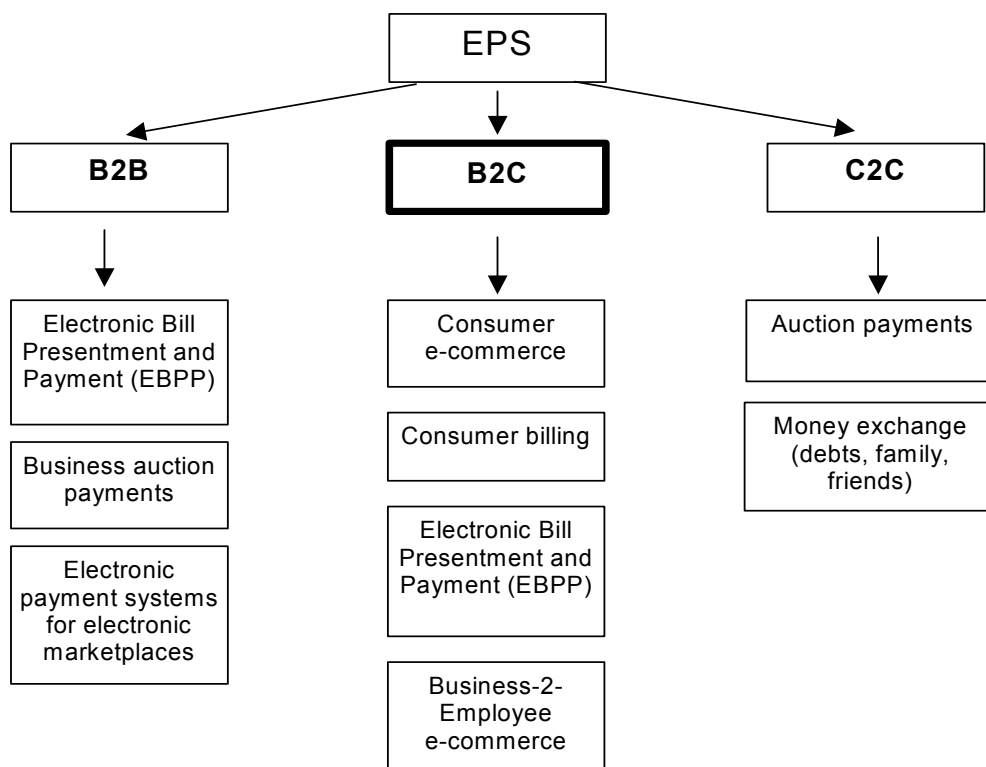 EPS
B2B
B2C
C2C
Electronic Bill
Presentment and
Payment (EBPP)
Business auction
payments
Electronic
payment systems
for electronic
marketplaces
Consumer
e-commerce
Consumer billing
Electronic Bill
Presentment and
Payment (EBPP)
Business-2-
Employee
e-commerce
Auction payments
Money exchange
(debts, family,
friends)